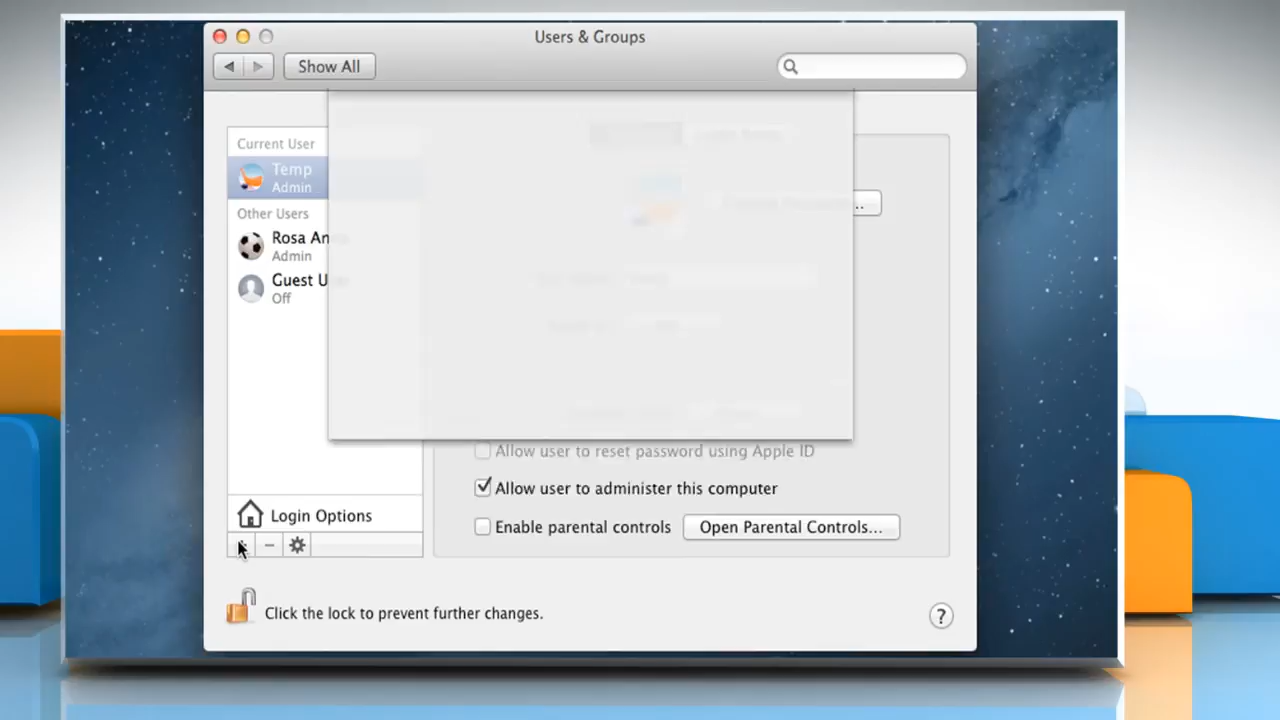 Users & Groups
Show All
Current User
Temp
Admin
Other Users
Rosa An
Admin
Guest U
Off
Login Options
..
Allow user to reset password using Apple ID
Allow user to administer this computer
Enable parental controls
Open Parental Controls...
Click the lock to prevent further changes.
?